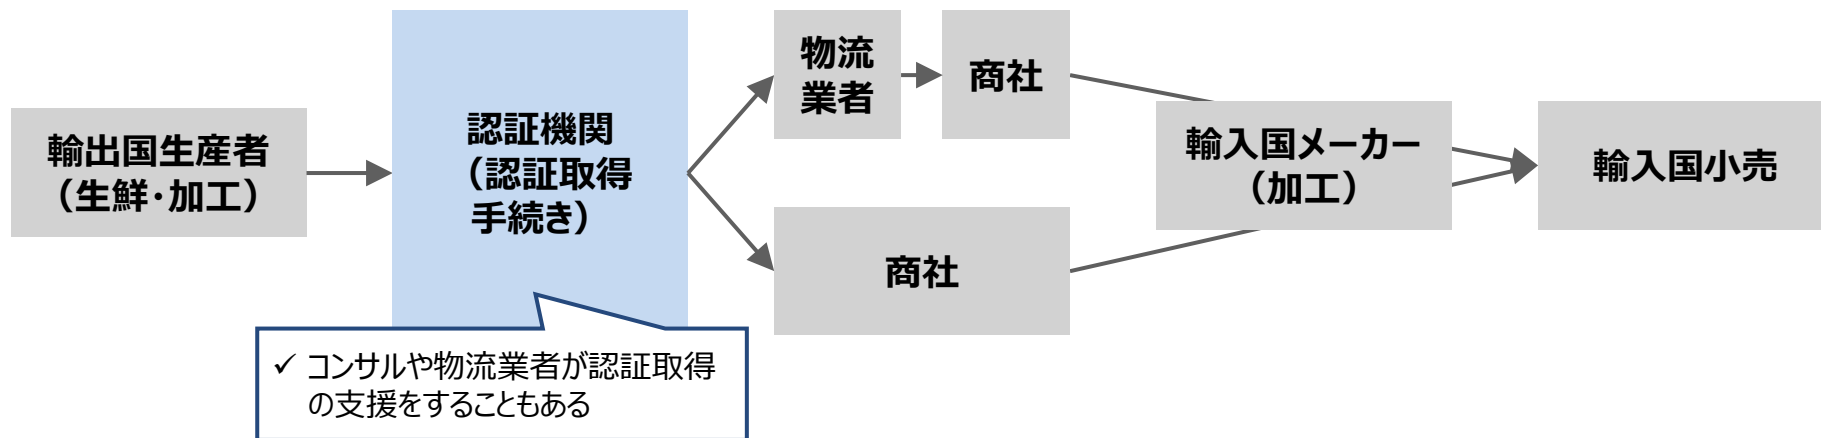 輸出国生産者
（生鮮・加工）
認証機関
（認証取得
手続き）
物流
業者
商社
商社
輸入国メーカー
（加工）
輸入国小売
✓ コンサルや物流業者が認証取得
の支援をすることもある